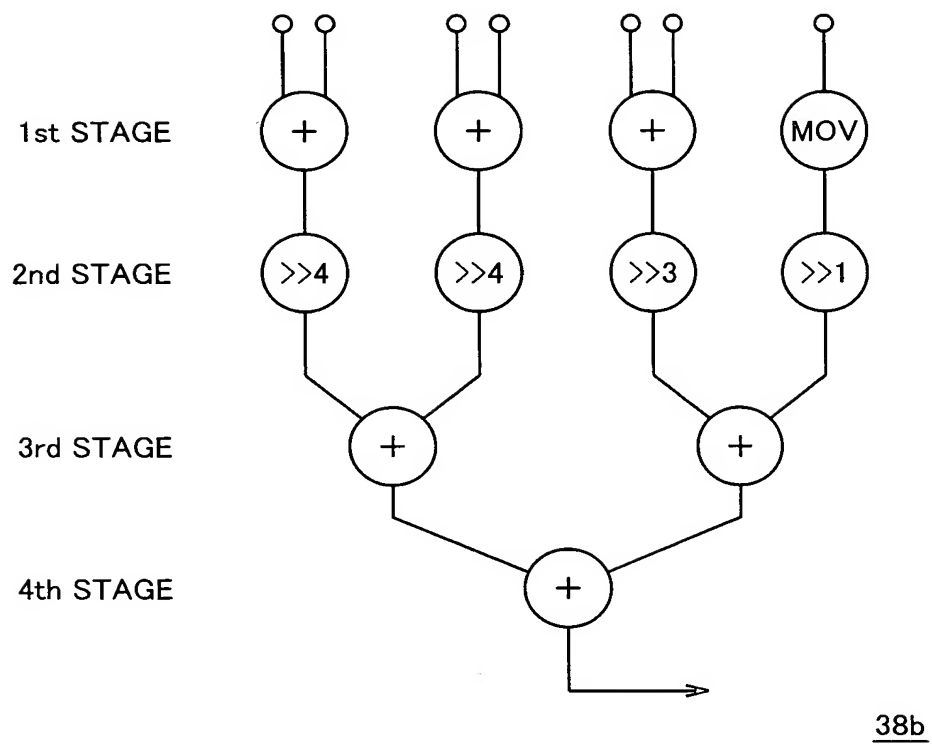 1st STAGE + + + MOV
2nd STAGE >>4 >>4 >>3 >>1
3rd STAGE + +
4th STAGE +
38b